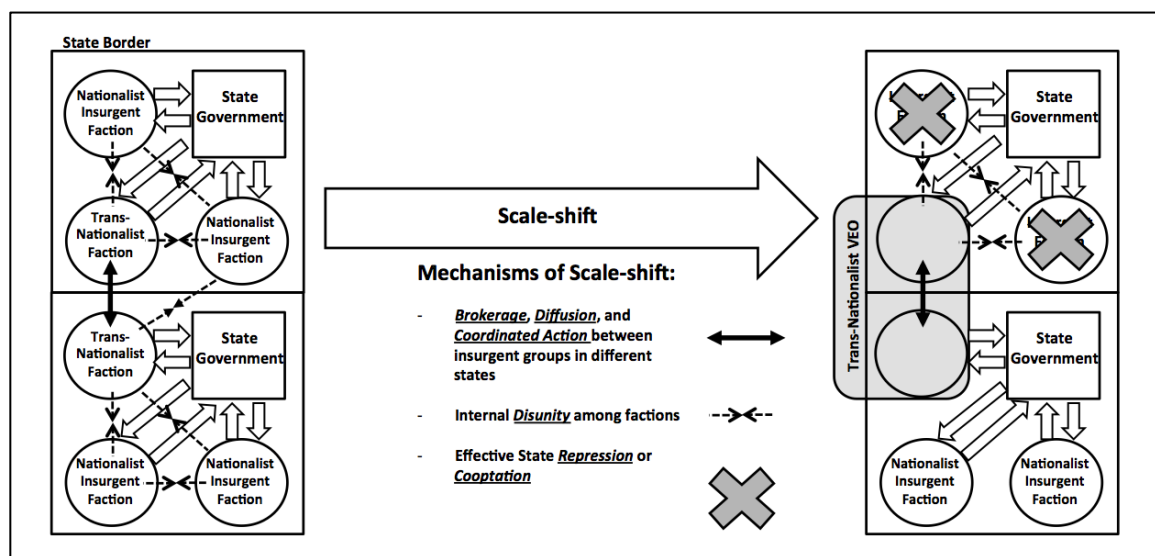 State Border
Nationalist
Insurgent
Faction
State
Government
Trans-
Nationalist
Faction
Nationalist
Insurgent
Faction
Trans-
Nationalist
Faction
State
Government
Nationalist
Insurgent
Faction
Nationalist
Insurgent
Faction
Scale-shift
Mechanisms of Scale-shift:
- Brokerage, Diffusion, and
Coordinated Action between
insurgent groups in different
states
- Internal Disunity among factions
- Effective State Repression or
Cooptation
State
Government
Trans-Nationalist VEO
State
Government
Nationalist
Insurgent
Faction
Nationalist
Insurgent
Faction